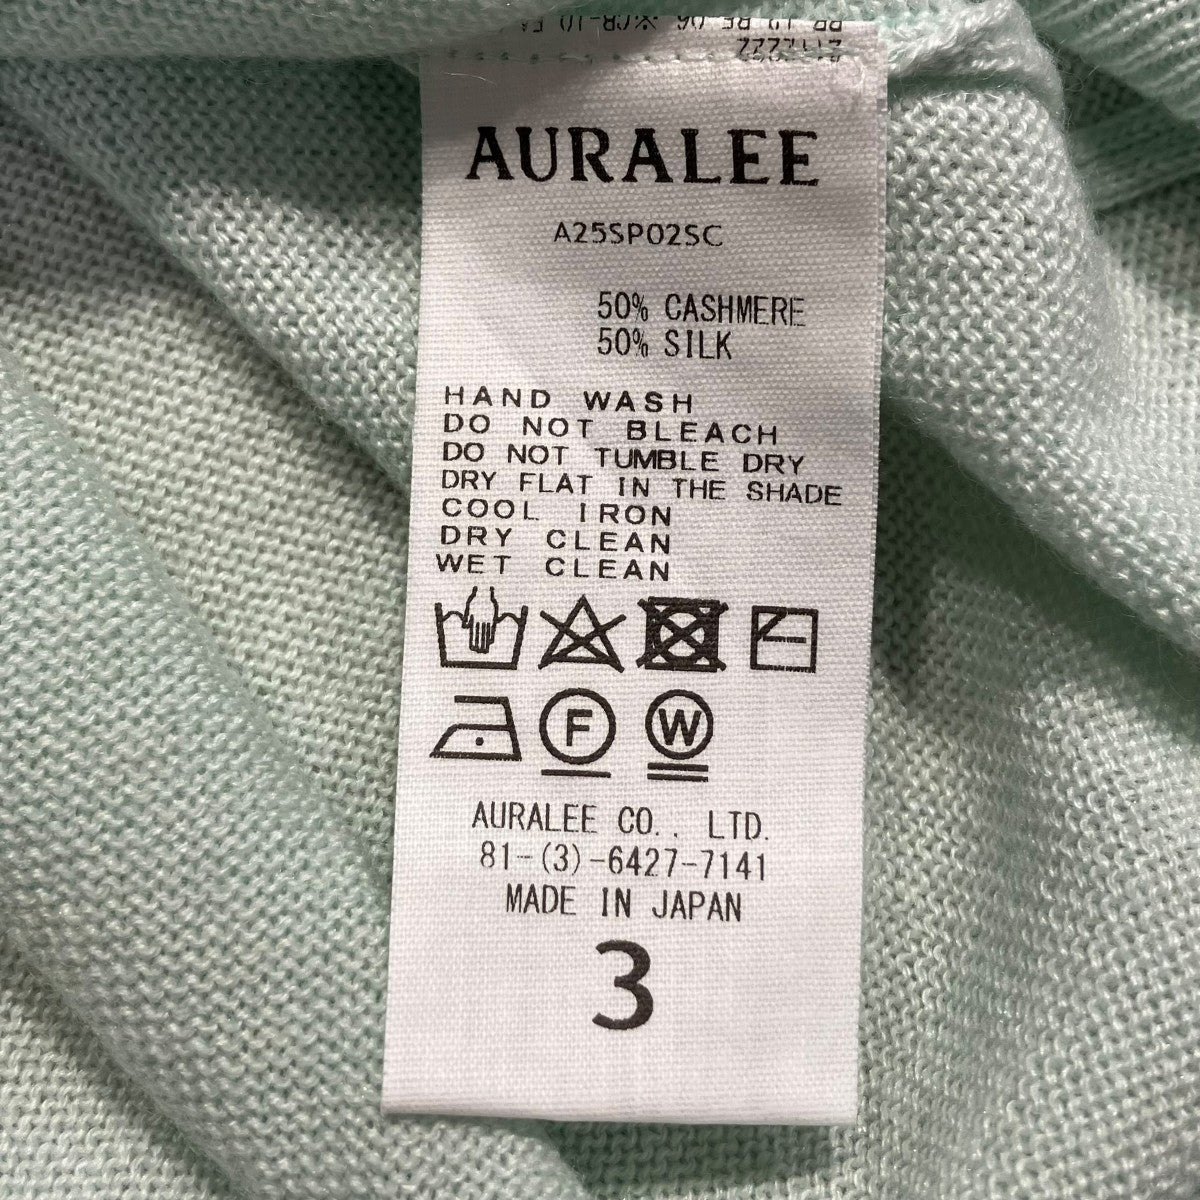 AURALEE
A25SP02SC
50% CASHMERE
50% SILK
HAND WASH
DO NOT BLEACH
DO NOT TUMBLE DRY
DRY FLAT IN THE SHADE
COOL IRON
DRY CLEAN
WET CLEAN
F W
AURALEE CO., LTD.
81-(3)-6427-7141
MADE IN JAPAN
3